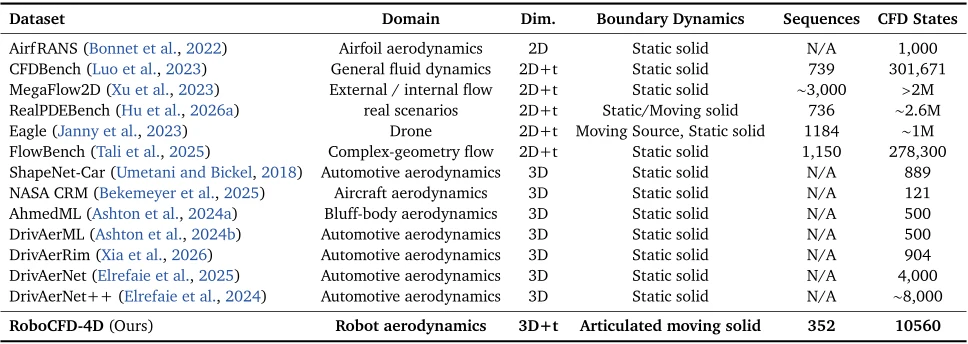 Dataset Domain Dim. Boundary Dynamics Sequences CFD States
AirfRANS (Bonnet et al., 2022) Airfoil aerodynamics 2D Static solid N/A 1,000
CFDBench (Luo et al., 2023) General fluid dynamics 2D+t Static solid 739 301,671
MegaFlow2D (Xu et al., 2023) External / internal flow 2D+t Static solid ~3,000 >2M
RealPDEBench (Hu et al., 2026a) real scenarios 2D+t Static/Moving solid 736 ~2.6M
Eagle (Janny et al., 2023) Drone 2D+t Moving Source, Static solid 1184 ~1M
FlowBench (Tali et al., 2025) Complex-geometry flow 2D+t Static solid 1,150 278,300
ShapeNet-Car (Umetani and Bickel, 2018) Automotive aerodynamics 3D Static solid N/A 889
NASA CRM (Bekemeyer et al., 2025) Aircraft aerodynamics 3D Static solid N/A 121
AhmedML (Ashton et al., 2024a) Bluff-body aerodynamics 3D Static solid N/A 500
DrivAerML (Ashton et al., 2024b) Automotive aerodynamics 3D Static solid N/A 500
DrivAerRim (Xia et al., 2026) Automotive aerodynamics 3D Static solid N/A 904
DrivAerNet (Elrefaie et al., 2025) Automotive aerodynamics 3D Static solid N/A 4,000
DrivAerNet++ (Elrefaie et al., 2024) Automotive aerodynamics 3D Static solid N/A ~8,000
RoboCFD-4D (Ours) Robot aerodynamics 3D+t Articulated moving solid 352 10560